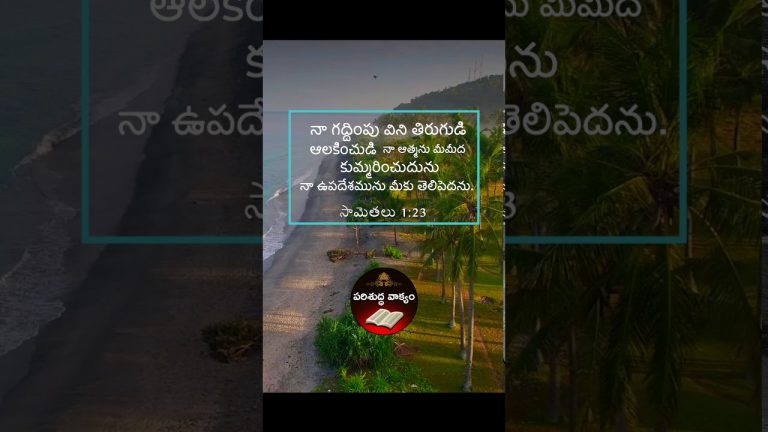 నా గద్దింపు విని తిరుగుడి
ఆలకించుడి నా ఆత్మను మీమీద
కుమ్మరించుదును
నా ఉపదేశమును మీకు తెలిపెదను.
సామెతలు 1:23
పరిశుద్ధ వాక్యం